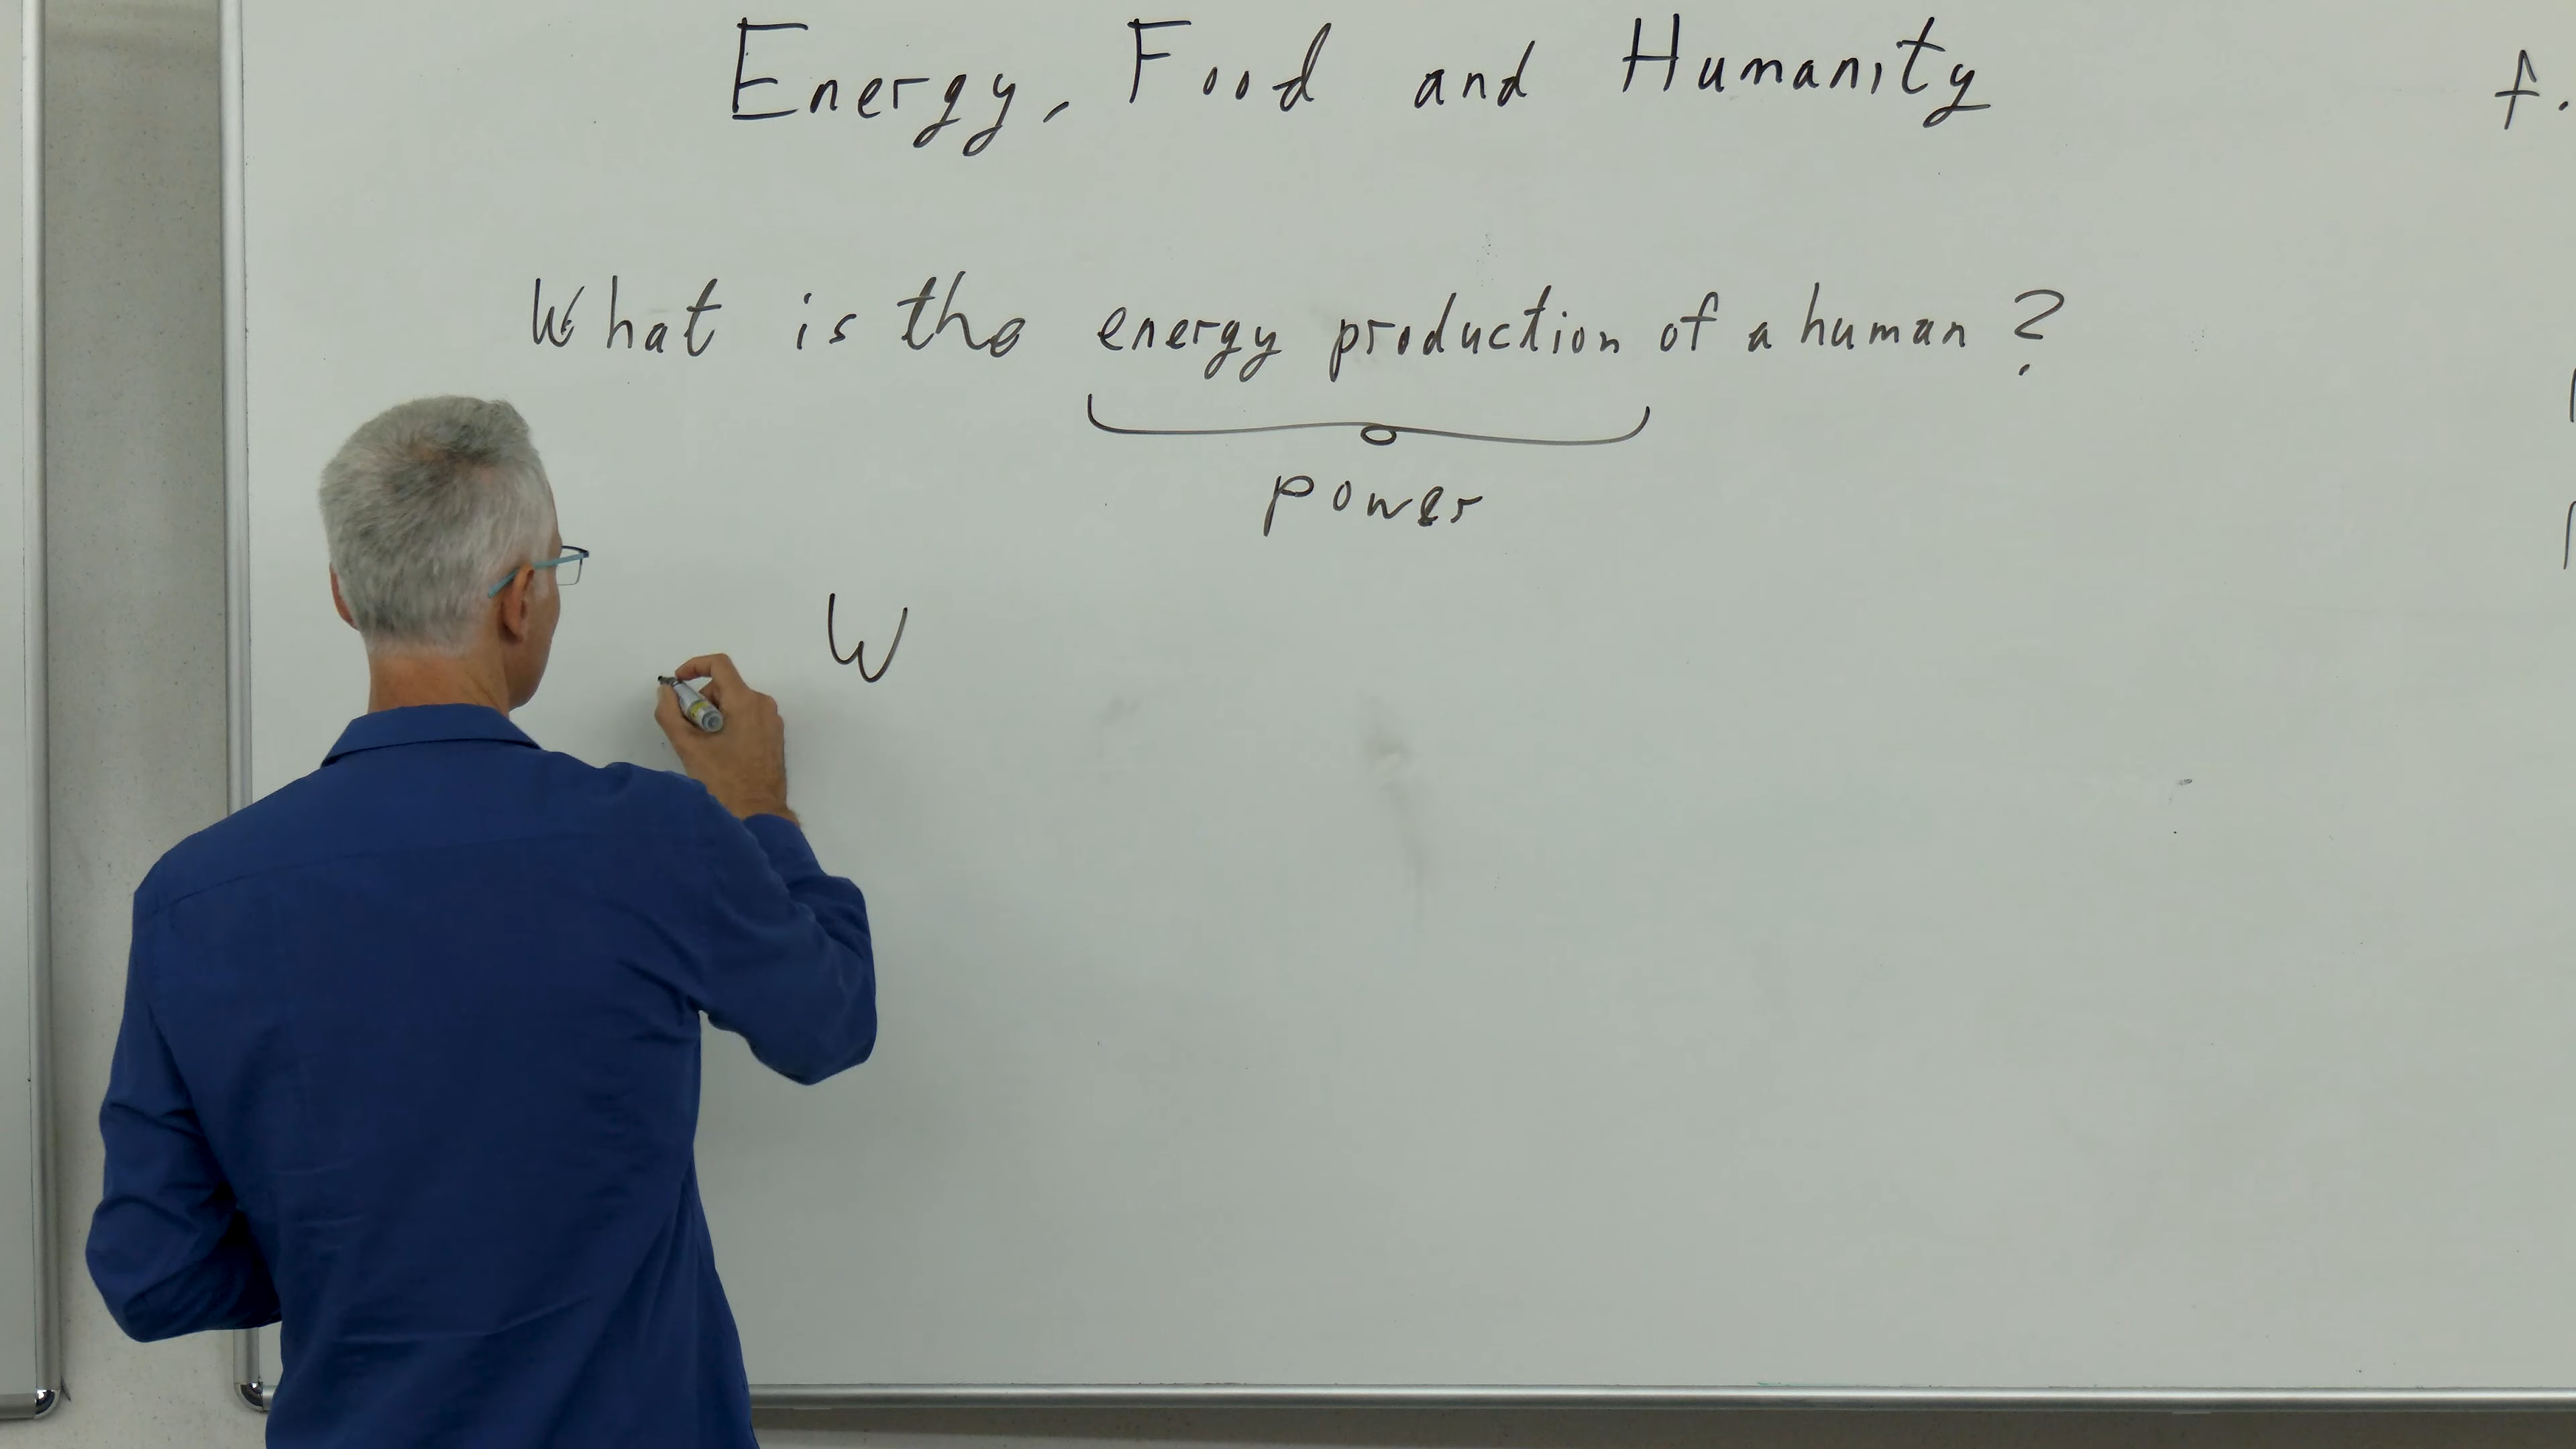 Energy, Food and Humanity
What is the energy production of a human ?
power
W
f.